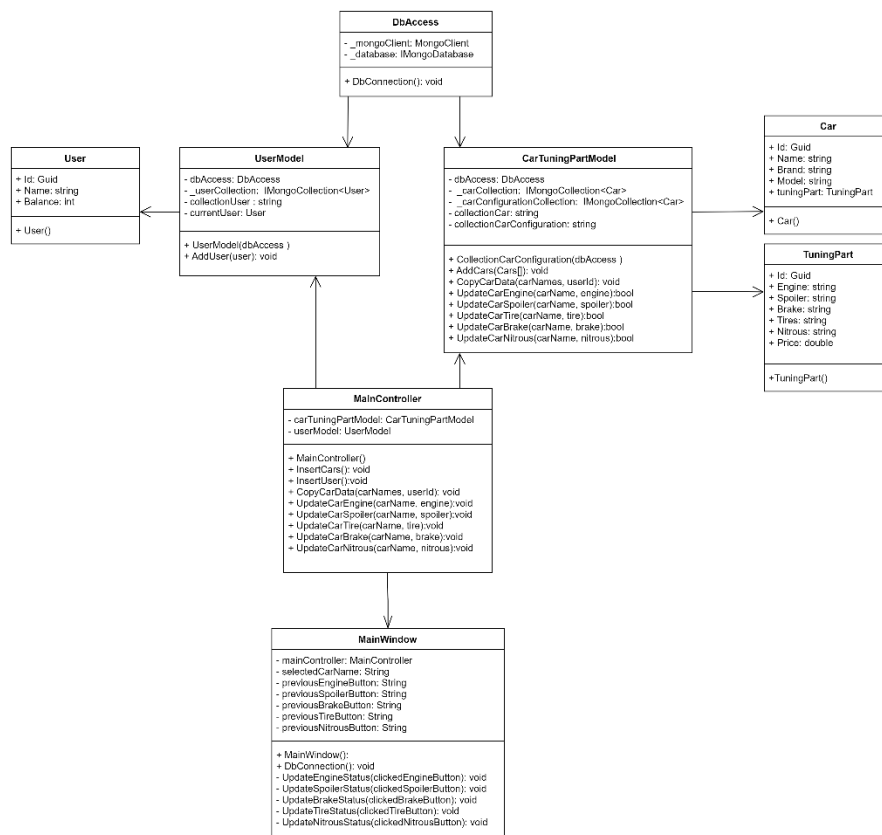 DbAccess
- _mongoClient: MongoClient
- _database: IMongoDatabase
+ DbConnection(): void
User
+ Id: Guid
+ Name: string
+ Balance: int
+ User()
UserModel
- dbAccess: DbAccess
- _userCollection: IMongoCollection<User>
- collectionUser : string
- currentUser: User
+ UserModel(dbAccess )
+ AddUser(user): void
CarTuningPartModel
- dbAccess: DbAccess
- _carCollection: IMongoCollection<Car>
- _carConfigurationCollection: IMongoCollection<Car>
- collectionCar: string
- collectionCarConfiguration: string
+ CollectionCarConfiguration(dbAccess )
+ AddCars(Cars[]): void
+ CopyCarData(carNames, userId): void
+ UpdateCarEngine(carName, engine):bool
+ UpdateCarSpoiler(carName, spoiler):bool
+ UpdateCarTire(carName, tire):bool
+ UpdateCarBrake(carName, brake):bool
+ UpdateCarNitrous(carName, nitrous):bool
Car
+ Id: Guid
+ Name: string
+ Brand: string
+ Model: string
+ tuningPart: TuningPart
+ Car()
TuningPart
+ Id: Guid
+ Engine: string
+ Spoiler: string
+ Brake: string
+ Tires: string
+ Nitrous: string
+ Price: double
+TuningPart()
MainController
- carTuningPartModel: CarTuningPartModel
- userModel: UserModel
+ MainController()
+ InsertCars(): void
+ InsertUser():void
+ CopyCarData(carNames, userId): void
+ UpdateCarEngine(carName, engine):void
+ UpdateCarSpoiler(carName, spoiler):void
+ UpdateCarTire(carName, tire):void
+ UpdateCarBrake(carName, brake):void
+ UpdateCarNitrous(carName, nitrous):void
MainWindow
- mainController: MainController
- selectedCarName: String
- previousEngineButton: String
- previousSpoilerButton: String
- previousBrakeButton: String
- previousTireButton: String
- previousNitrousButton: String
+ MainWindow():
+ DbConnection(): void
- UpdateEngineStatus(clickedEngineButton): void
- UpdateSpoilerStatus(clickedSpoilerButton): void
- UpdateBrakeStatus(clickedBrakeButton): void
- UpdateTireStatus(clickedTireButton): void
- UpdateNitrousStatus(clickedNitrousButton): void